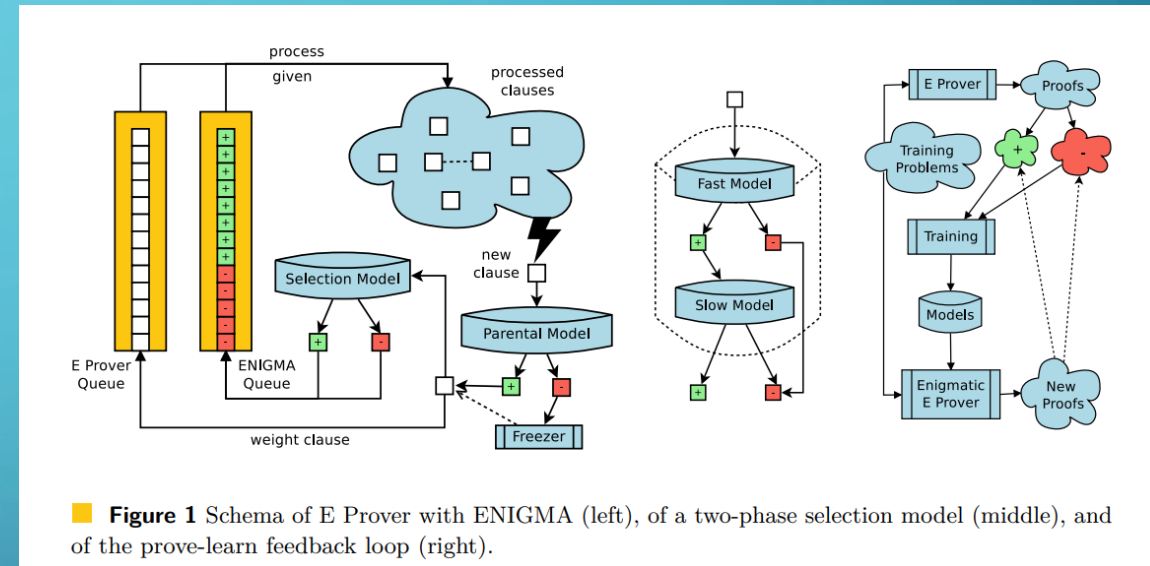 process
given
processed
clauses
+
+
+
+
+
+
+
+
-
-
-
-
-
new
clause
Selection Model
Parental Model
+
-
E Prover
Queue
ENIGMA
Queue
+
-
Freezer
weight clause
Fast Model
+
-
Slow Model
+
-
E Prover
Proofs
Training
Problems
+
-
Training
Models
Enigmatic
E Prover
New
Proofs
Figure 1 Schema of E Prover with ENIGMA (left), of a two-phase selection model (middle), and
of the prove-learn feedback loop (right).